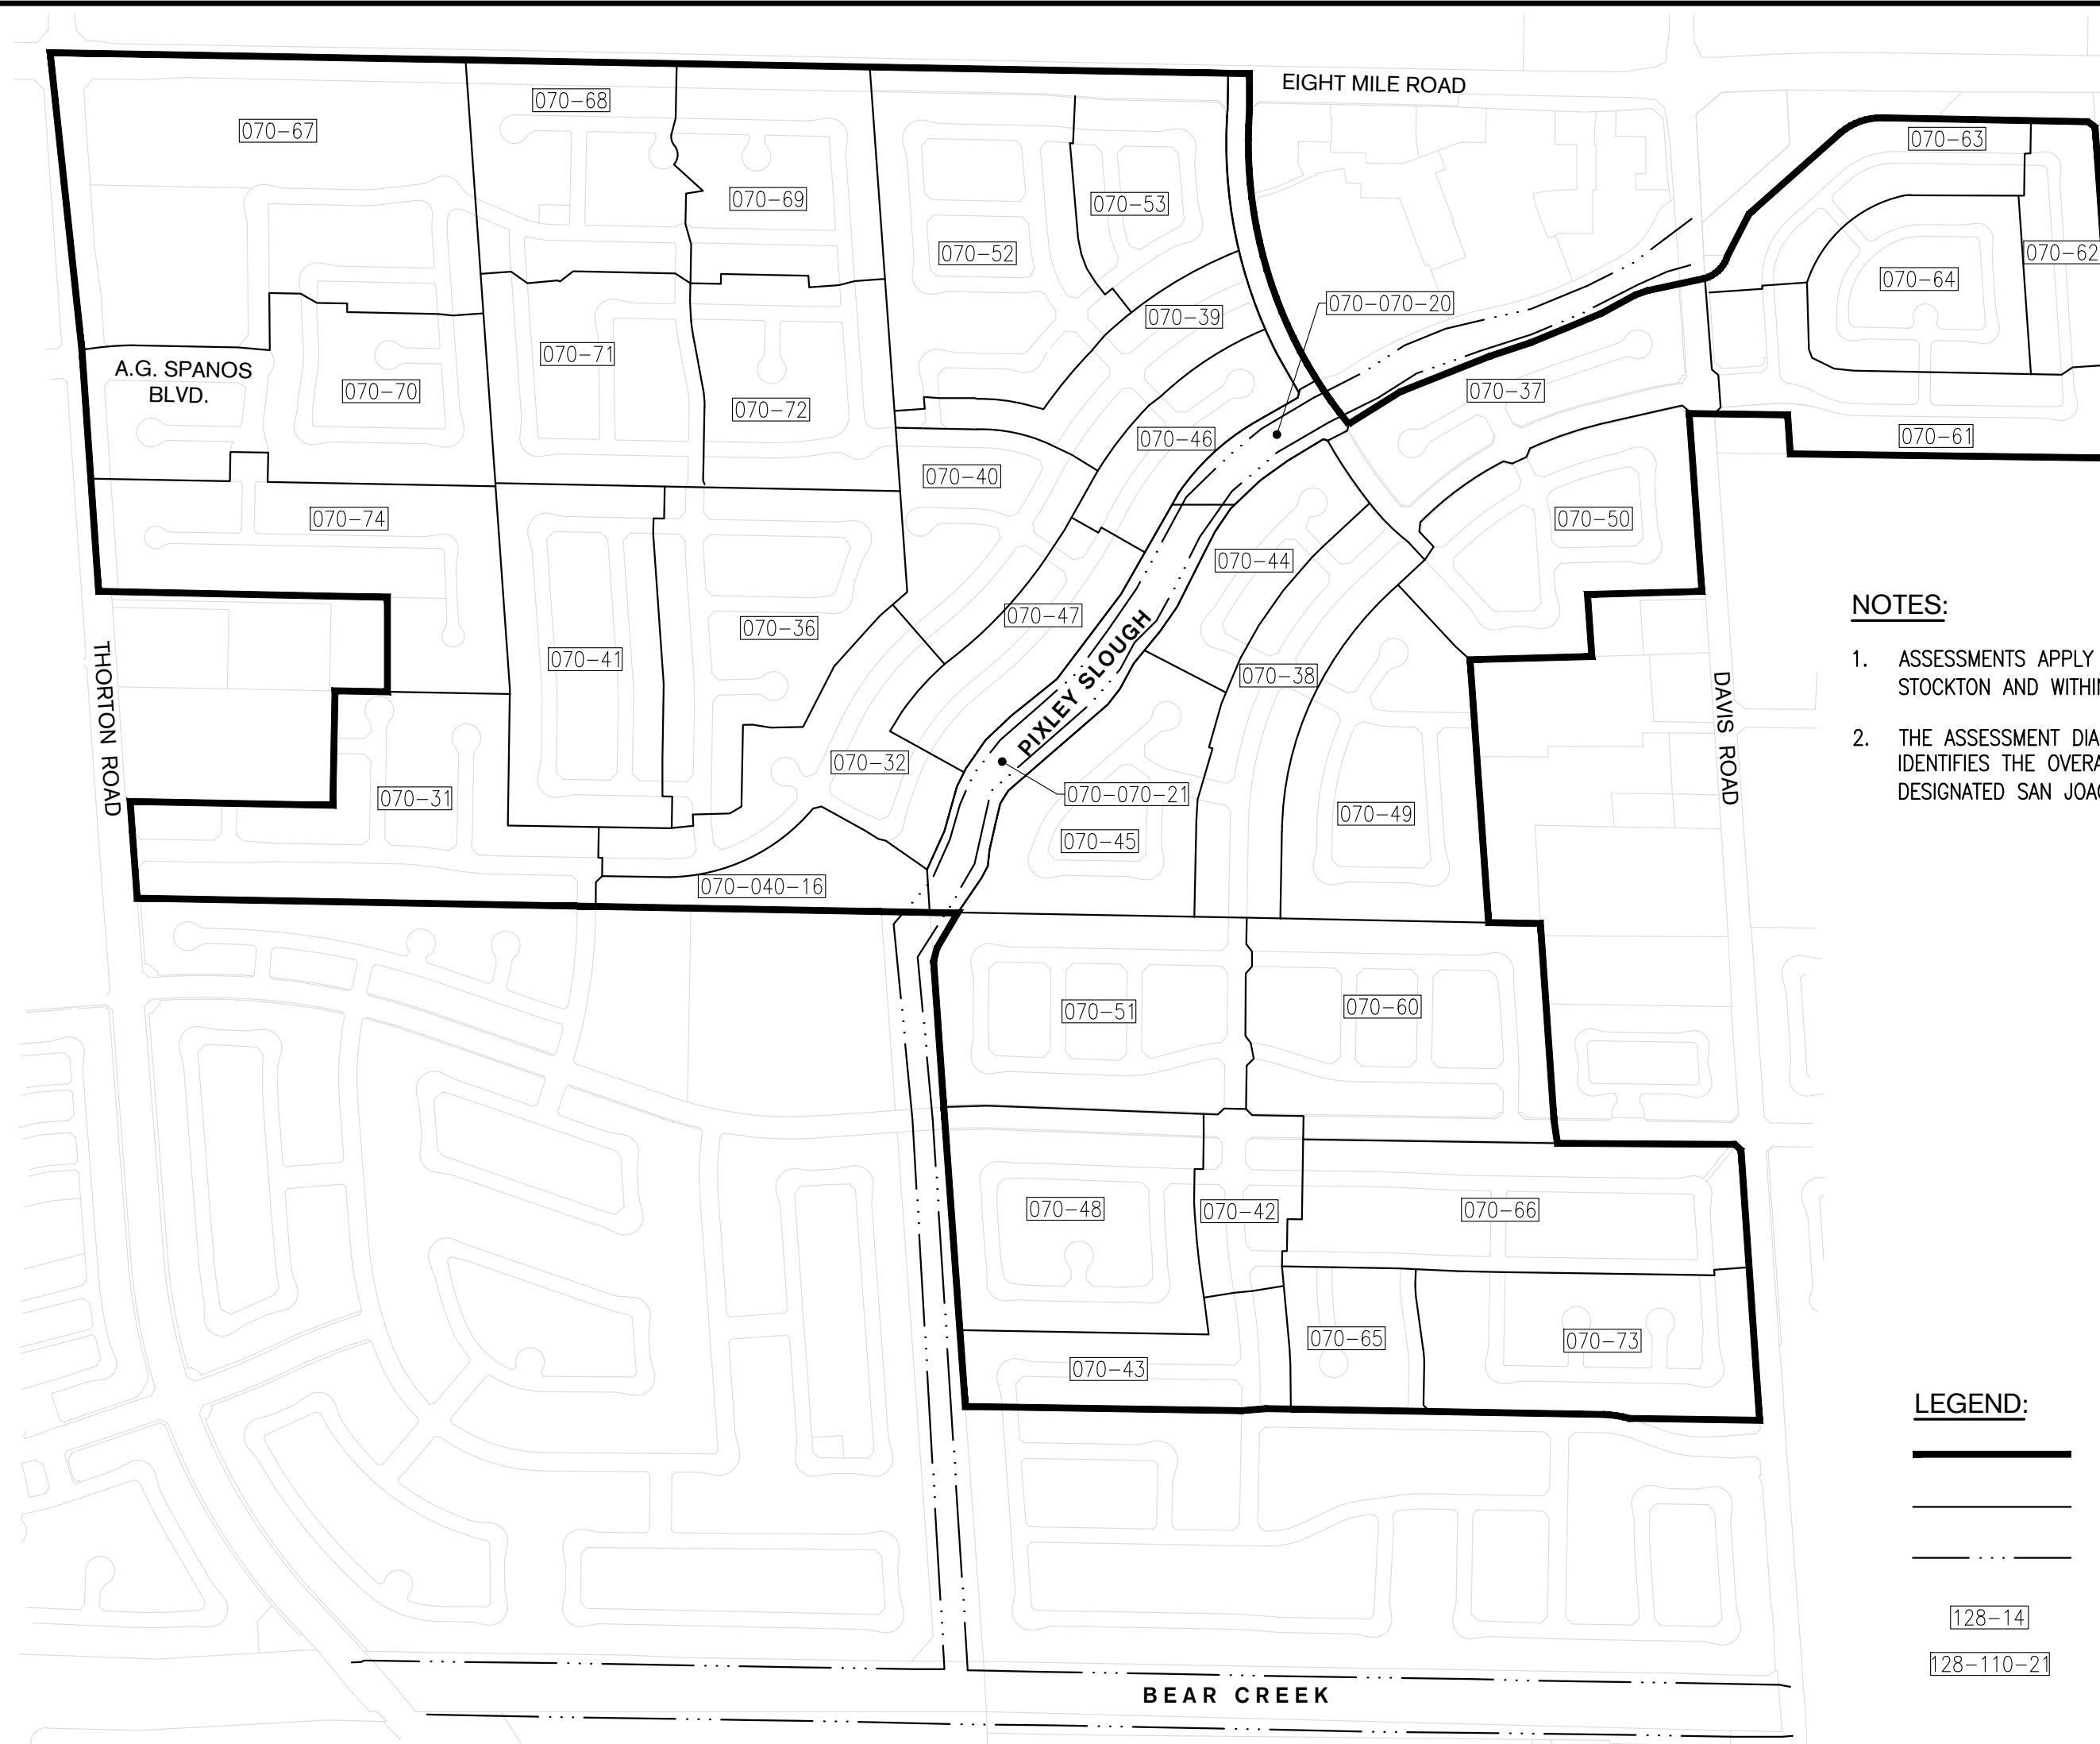 EIGHT MILE ROAD
070-68
070-67
070-63
070-69
070-53
070-52
070-62
070-64
070-070-20
070-39
070-71
A.G. SPANOS
BLVD.
070-70
070-37
070-72
070-46
070-61
070-40
070-74
070-50
070-44
NOTES:
070-47
070-36
070-41
PIXLEY SLOUGH
070-38
1. ASSESSMENTS APPLY
STOCKTON AND WITHIN
THORTON ROAD
DAVIS ROAD
2. THE ASSESSMENT DIA
IDENTIFIES THE OVERA
DESIGNATED SAN JOAQ
070-32
070-31
070-070-21
070-49
070-45
070-040-16
070-51
070-60
070-48
070-42
070-66
070-65
070-73
070-43
LEGEND:
128-14
128-110-21
BEAR CREEK